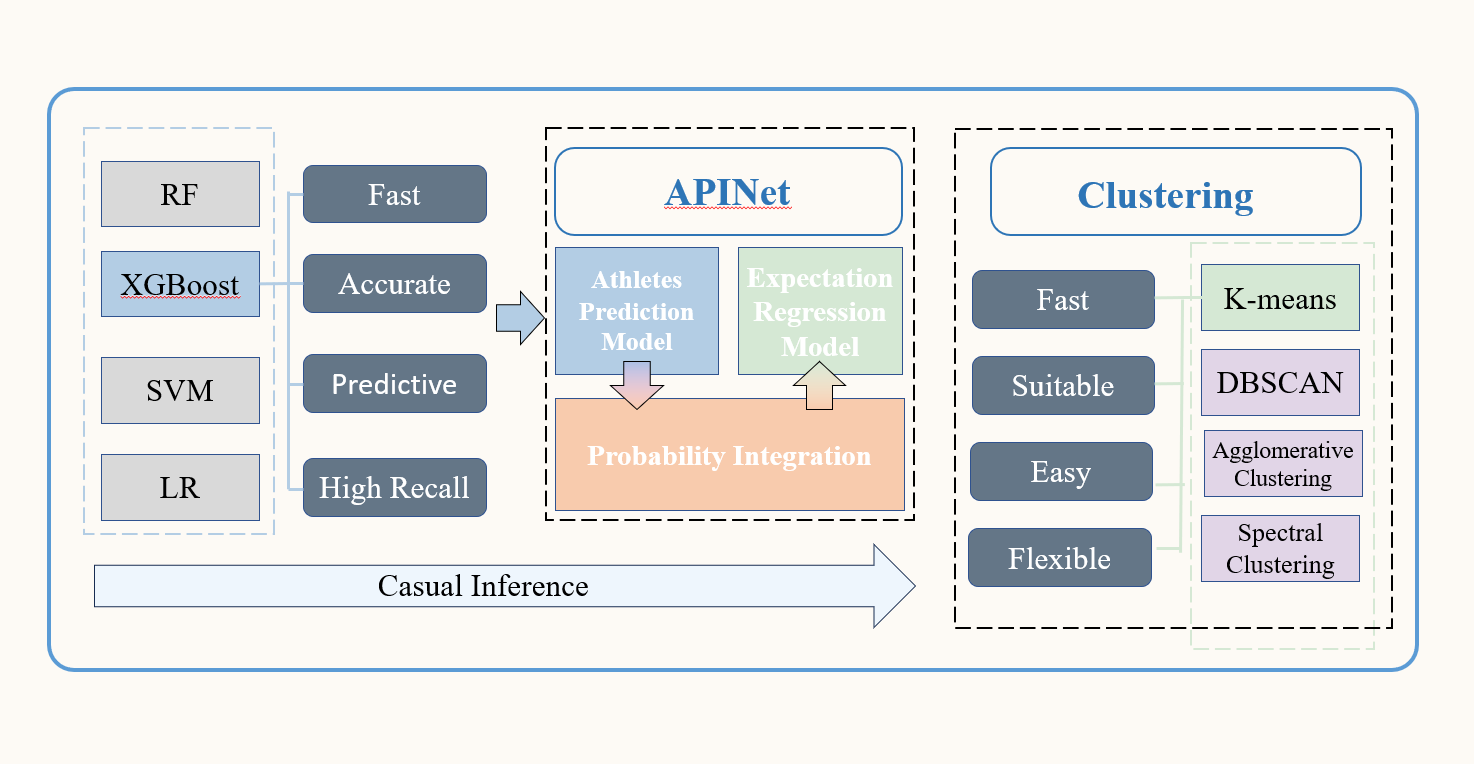 RF
XGBoost
SVM
LR
Fast
Accurate
Predictive
High Recall
APINet
Athletes
Prediction
Model
Expectation
Regression
Model
Probability Integration
Casual Inference
Clustering
Fast
Suitable
Easy
Flexible
K-means
DBSCAN
Agglomerative
Clustering
Spectral
Clustering